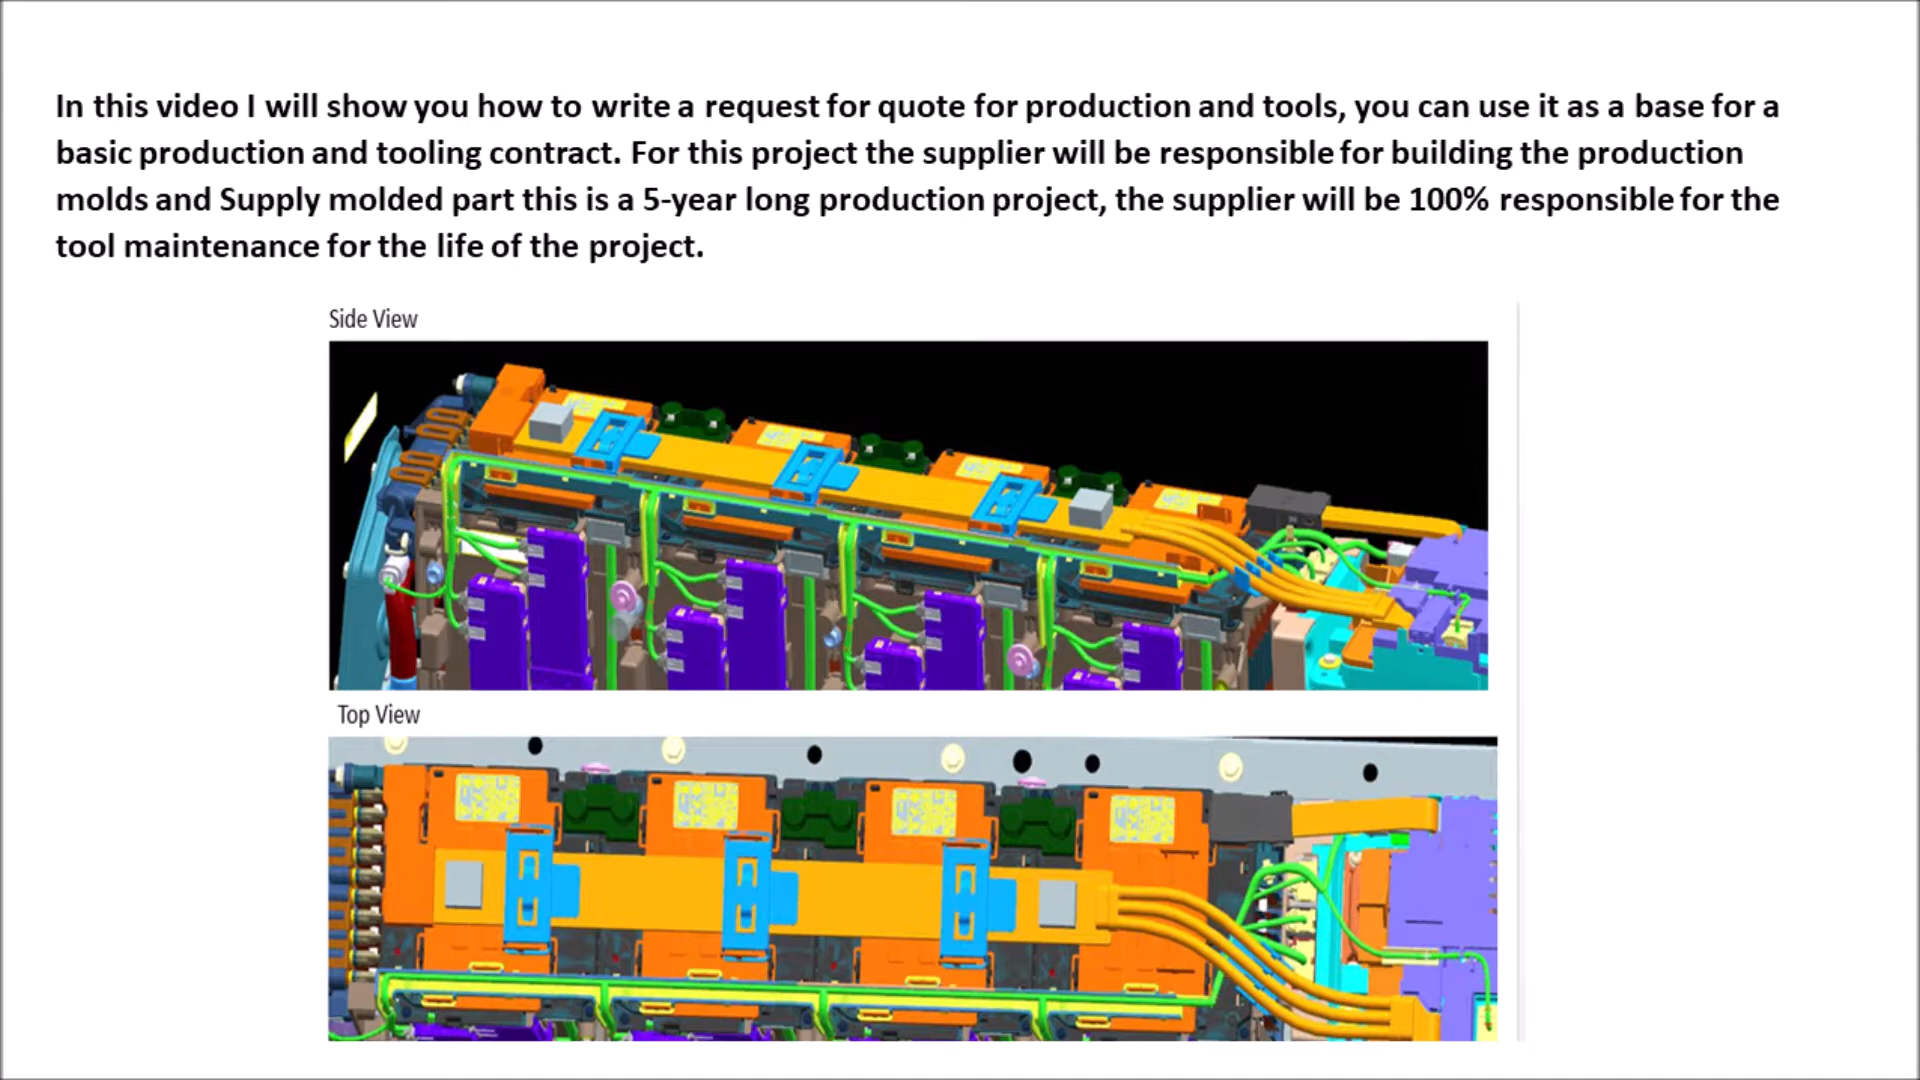 In this video I will show you how to write a request for quote for production and tools, you can use it as a base for a
basic production and tooling contract. For this project the supplier will be responsible for building the production
molds and Supply molded part this is a 5-year long production project, the supplier will be 100% responsible for the
tool maintenance for the life of the project.
Side View
Top View